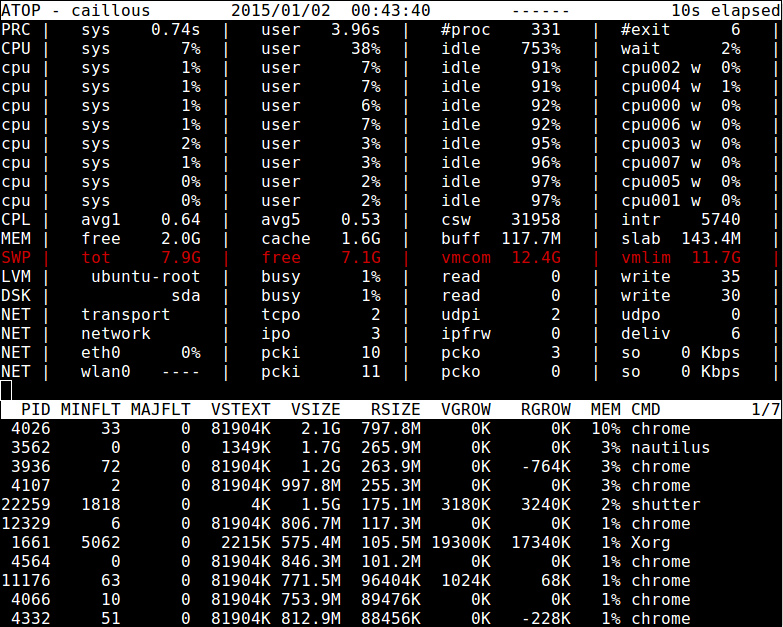 ATOP - caillous 2015/01/02 00:43:40 ------ 10s elapsed
PRC | sys 0.74s | user 3.96s | #proc 331 | #exit 6 |
CPU | sys 7% | user 38% | idle 753% | wait 2% |
cpu | sys 1% | user 7% | idle 91% | cpu002 w 0% |
cpu | sys 1% | user 7% | idle 91% | cpu004 w 1% |
cpu | sys 1% | user 6% | idle 92% | cpu000 w 0% |
cpu | sys 1% | user 7% | idle 92% | cpu006 w 0% |
cpu | sys 2% | user 3% | idle 95% | cpu003 w 0% |
cpu | sys 1% | user 3% | idle 96% | cpu007 w 0% |
cpu | sys 0% | user 2% | idle 97% | cpu005 w 0% |
cpu | sys 0% | user 2% | idle 97% | cpu001 w 0% |
CPL | avg1 0.64 | avg5 0.53 | csw 31958 | intr 5740 |
MEM | free 2.0G | cache 1.6G | buff 117.7M | slab 143.4M |
SWP | tot 7.9G | free 7.1G | vmcom 12.4G | vmlim 11.7G |
LVM | ubuntu-root | busy 1% | read 0 | write 35 |
DSK | sda | busy 1% | read 0 | write 30 |
NET | transport | tcpo 2 | udpi 2 | udpo 0 |
NET | network | ipo 3 | ipfrw 0 | deliv 6 |
NET | eth0 0% | pcki 10 | pcko 3 | so 0 Kbps |
NET | wlan0 ---- | pcki 11 | pcko 0 | so 0 Kbps |
PID MINFLT MAJFLT VSTEXT VSIZE RSIZE VGROW RGROW MEM CMD 1/7
4026 33 0 81904K 2.1G 797.8M 0K 0K 10% chrome
3562 0 0 1349K 1.7G 265.9M 0K 0K 3% nautilus
3936 72 0 81904K 1.2G 263.9M 0K -764K 3% chrome
4107 2 0 81904K 997.8M 255.3M 0K 0K 3% chrome
22259 1818 0 4K 1.5G 175.1M 3180K 3240K 2% shutter
12329 6 0 81904K 806.7M 117.3M 0K 0K 1% chrome
1661 5062 0 2215K 575.4M 105.5M 19300K 17340K 1% Xorg
4564 0 0 81904K 846.3M 101.2M 0K 0K 1% chrome
11176 63 0 81904K 771.5M 96404K 1024K 68K 1% chrome
4066 10 0 81904K 753.9M 89476K 0K 0K 1% chrome
4332 51 0 81904K 812.9M 88456K 0K -228K 1% chrome